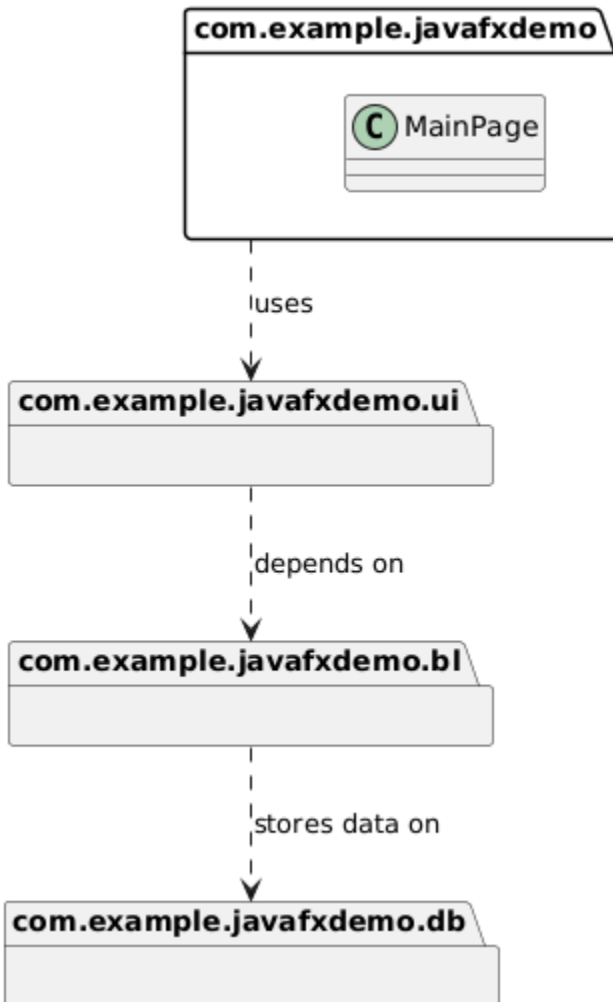 com.example.javafxdemo
C MainPage
uses
com.example.javafxdemo.ui
depends on
com.example.javafxdemo.bl
stores data on
com.example.javafxdemo.db